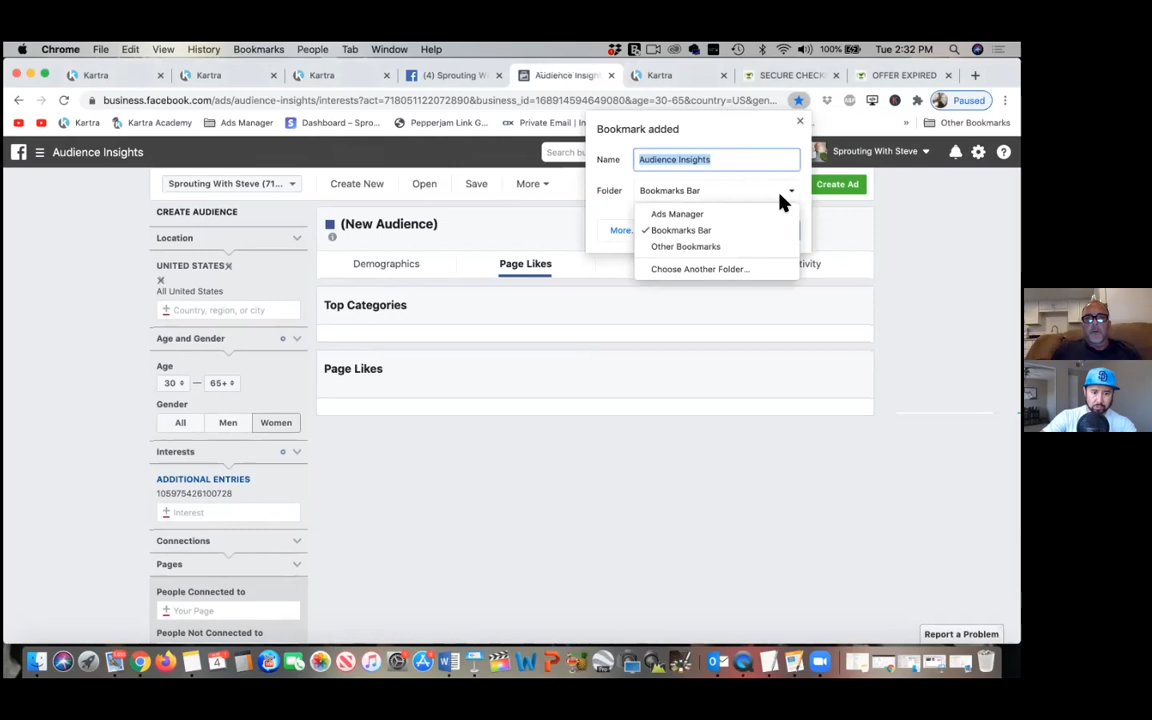 Chrome File Edit View History Bookmarks People Tab Window Help 100% Tue 2:32 PM
Kartra Kartra Kartra (4) Sprouting W Audience Insigh Kartra SECURE CHECK OFFER EXPIRED
business.facebook.com/ads/audience-insights/interests?act=718051122072890&business_id=168914594649080&age=30-65&country=US&gen... Paused
Kartra Kartra Academy Ads Manager Dashboard – Spro... Pepperjam Link G... Private Email | » Other Bookmarks
Bookmark added
Name Audience Insights
Folder Bookmarks Bar
More.
Ads Manager
Bookmarks Bar
Other Bookmarks
Choose Another Folder...
Audience Insights Search bu Sprouting With Steve
Sprouting With Steve (71... Create New Open Save More Create Ad
CREATE AUDIENCE
Location
UNITED STATES
All United States
Country, region, or city
Age and Gender
Age
30 — 65+
Gender
All Men Women
Interests
ADDITIONAL ENTRIES
105975426100728
Interest
Connections
Pages
People Connected to
Your Page
People Not Connected to
(New Audience)
Demographics Page Likes tivity
Top Categories
Page Likes
Report a Problem